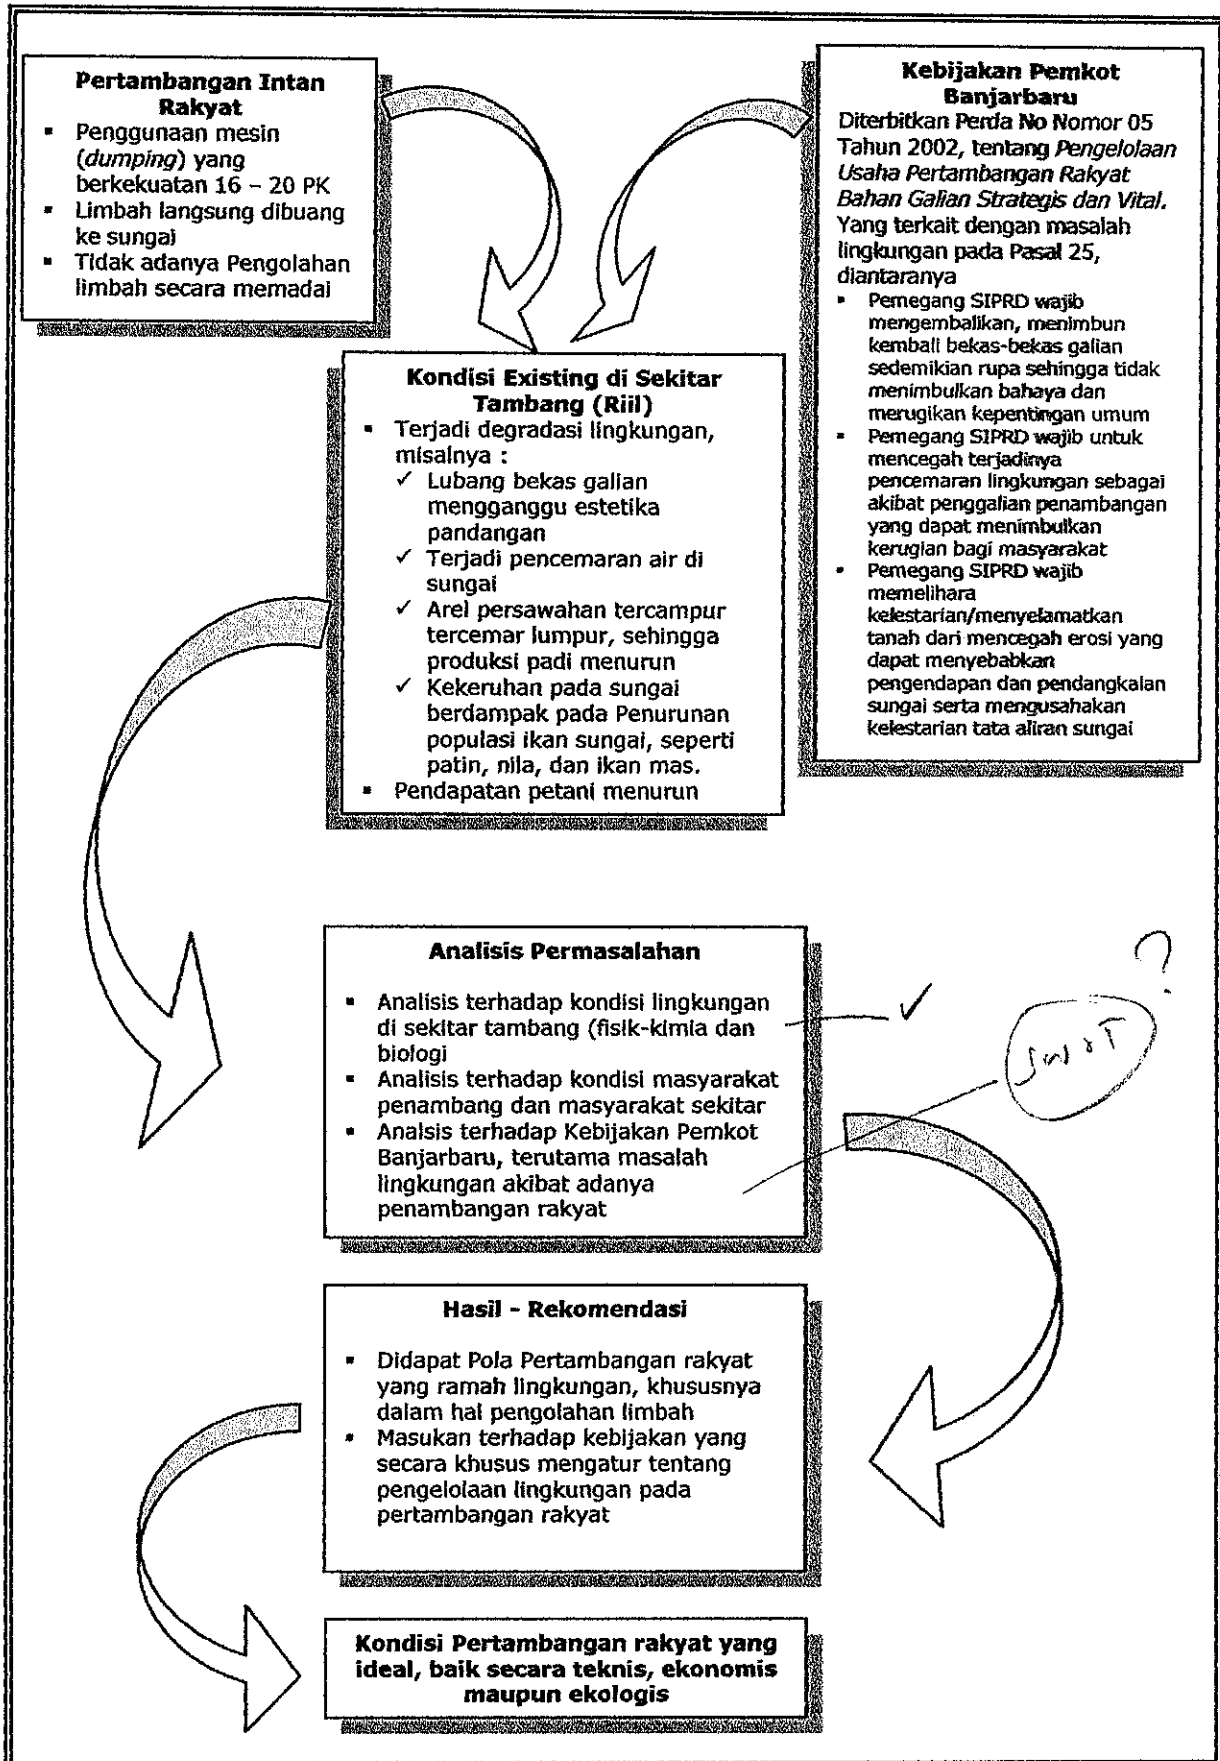 Pertambangan Intan
Rakyat
▪ Penggunaan mesin
(dumping) yang
berkekuatan 16 – 20 PK
▪ Limbah langsung dibuang
ke sungai
▪ Tidak adanya Pengolahan
limbah secara memadai
Kebijakan Pemkot
Banjarbaru
Diterbitkan Perda No Nomor 05
Tahun 2002, tentang Pengelolaan
Usaha Pertambangan Rakyat
Bahan Galian Strategis dan Vital.
Yang terkait dengan masalah
lingkungan pada Pasal 25,
diantaranya
▪ Pemegang SIPRD wajib
mengembalikan, menimbun
kembali bekas-bekas galian
sedemikian rupa sehingga tidak
menimbulkan bahaya dan
merugikan kepentingan umum
▪ Pemegang SIPRD wajib untuk
mencegah terjadinya
pencemaran lingkungan sebagai
akibat penggalian penambangan
yang dapat menimbulkan
kerugian bagi masyarakat
▪ Pemegang SIPRD wajib
memelihara
kelestarian/menyelamatkan
tanah dari mencegah erosi yang
dapat menyebabkan
pengendapan dan pendangkalan
sungai serta mengusahakan
kelestarian tata aliran sungai
Kondisi Existing di Sekitar
Tambang (Riil)
▪ Terjadi degradasi lingkungan,
misalnya :
✓ Lubang bekas galian
mengganggu estetika
pandangan
✓ Terjadi pencemaran air di
sungai
✓ Arel persawahan tercampur
tercemar lumpur, sehingga
produksi padi menurun
✓ Kekeruhan pada sungai
berdampak pada Penurunan
populasi ikan sungai, seperti
patin, nila, dan ikan mas.
▪ Pendapatan petani menurun
Analisis Permasalahan
▪ Analisis terhadap kondisi lingkungan
di sekitar tambang (fisik-kimia dan
biologi
▪ Analisis terhadap kondisi masyarakat
penambang dan masyarakat sekitar
▪ Analsis terhadap Kebijakan Pemkot
Banjarbaru, terutama masalah
lingkungan akibat adanya
penambangan rakyat
✓
?
SWOT
Hasil - Rekomendasi
▪ Didapat Pola Pertambangan rakyat
yang ramah lingkungan, khususnya
dalam hal pengolahan limbah
▪ Masukan terhadap kebijakan yang
secara khusus mengatur tentang
pengelolaan lingkungan pada
pertambangan rakyat
Kondisi Pertambangan rakyat yang
ideal, baik secara teknis, ekonomis
maupun ekologis